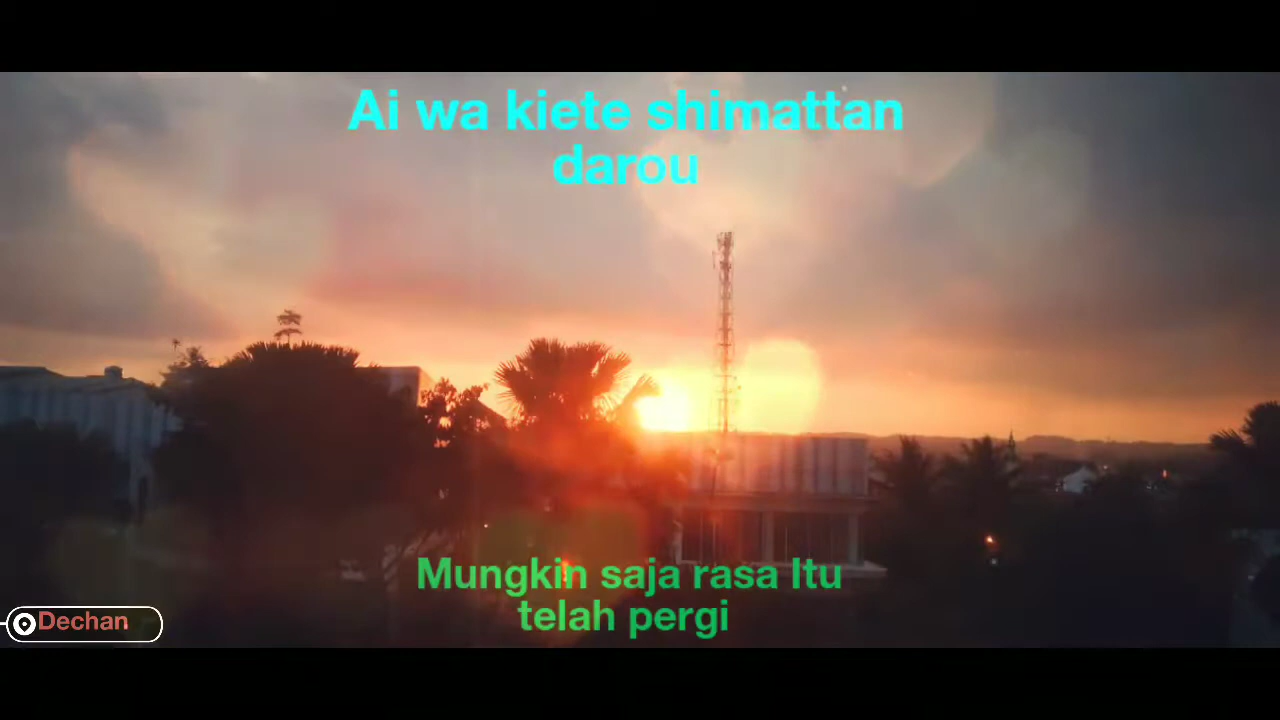 Ai wa kiete shimattan
darou
Mungkin saja rasa Itu
telah pergi
Dechan